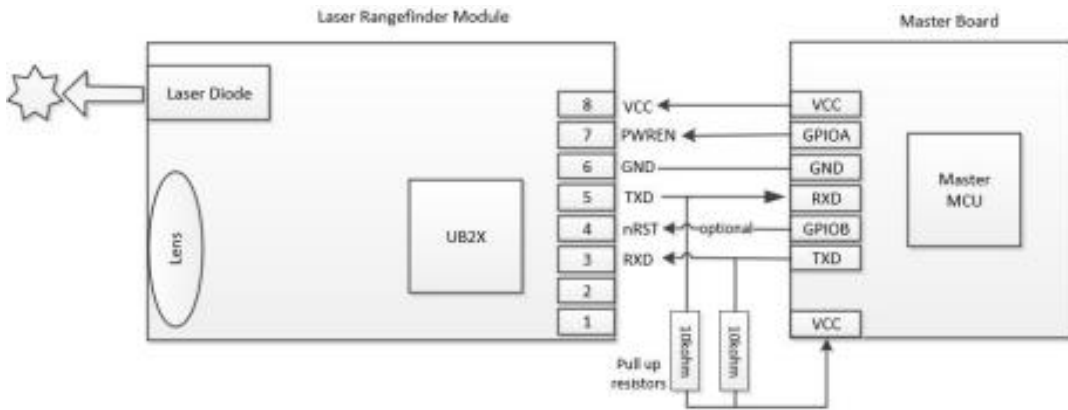 Laser Rangefinder Module
Master Board
Laser Diode
8 VCC VCC
7 PWREN GPIOA
6 GND GND
5 TXD RXD
4 nRST optional GPIOB
3 RXD TXD
2
1 VCC
Lens
UB2X
Master
MCU
10kohm
10kohm
Pull up
resistors